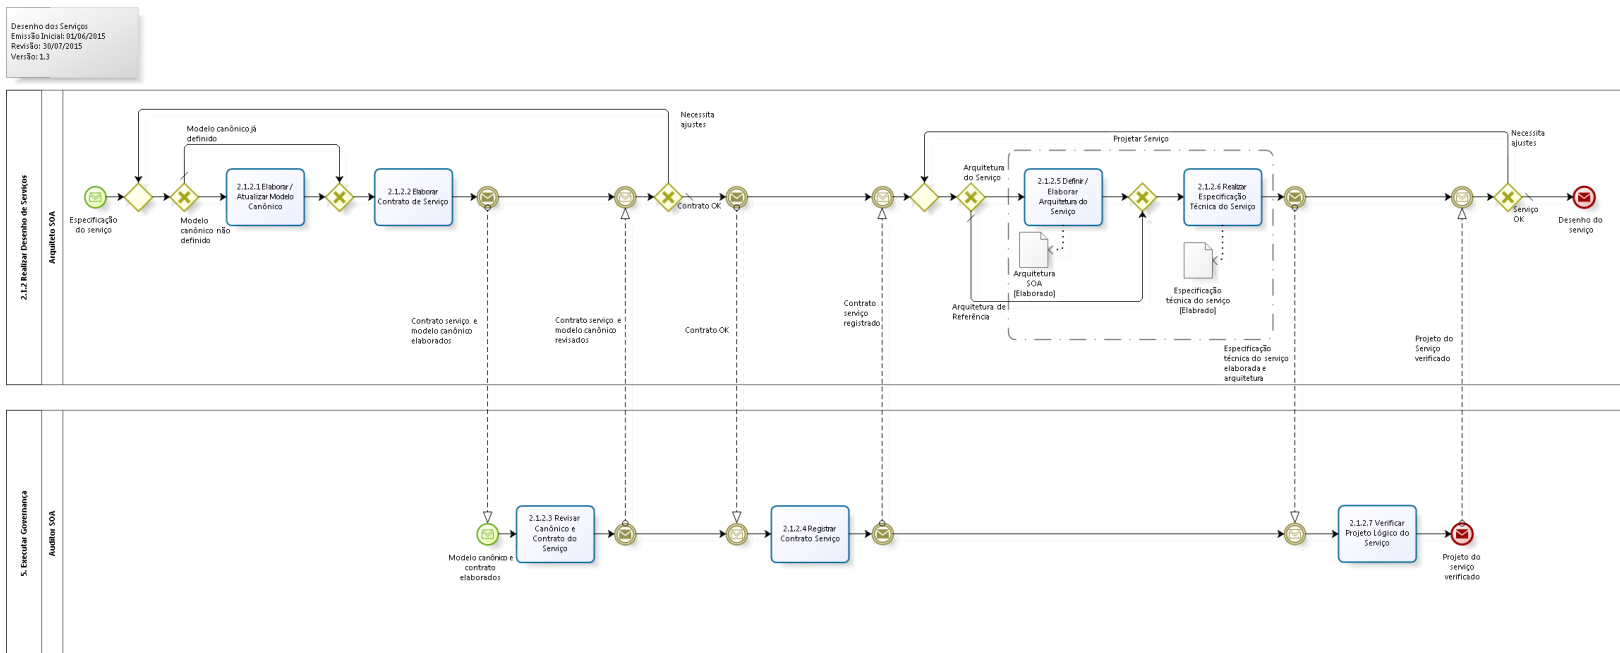 Desenho dos Serviços
Emissão Inicial: 01/06/2015
Revisão: 30/07/2015
Versão: 1.3
2.1.2 Realizar Desenho de Serviços
Arquiteto SOA
Especificação
do serviço
Modelo canônico já
definido
Modelo
canônico não
definido
2.1.2.1 Elaborar /
Atualizar Modelo
Canônico
2.1.2.2 Elaborar
Contrato de Serviço
Necessita
ajustes
Contrato OK
Contrato serviço e
modelo canônico
elaborados
Contrato serviço e
modelo canônico
revisados
Contrato OK
Contrato
serviço
registrado
Projetar Serviço
Arquitetura
do Serviço
2.1.2.5 Definir /
Elaborar
Arquitetura do
Serviço
2.1.2.6 Realizar
Especificação
Técnica do Serviço
Arquitetura
SOA
[Elaborado]
Especificação
técnica do serviço
[Elabrado]
Arquitetura de
Referência
Especificação
técnica do serviço
elaborada e
arquitetura
Projeto do
Serviço
verificado
Necessita
ajustes
Serviço
OK
Desenho do
serviço
5. Executar Governança
Auditor SOA
Modelo canônico e
contrato
elaborados
2.1.2.3 Revisar
Canônico e
Contrato do
Serviço
2.1.2.4 Registrar
Contrato Serviço
2.1.2.7 Verificar
Projeto Lógico do
Serviço
Projeto do
serviço
verificado